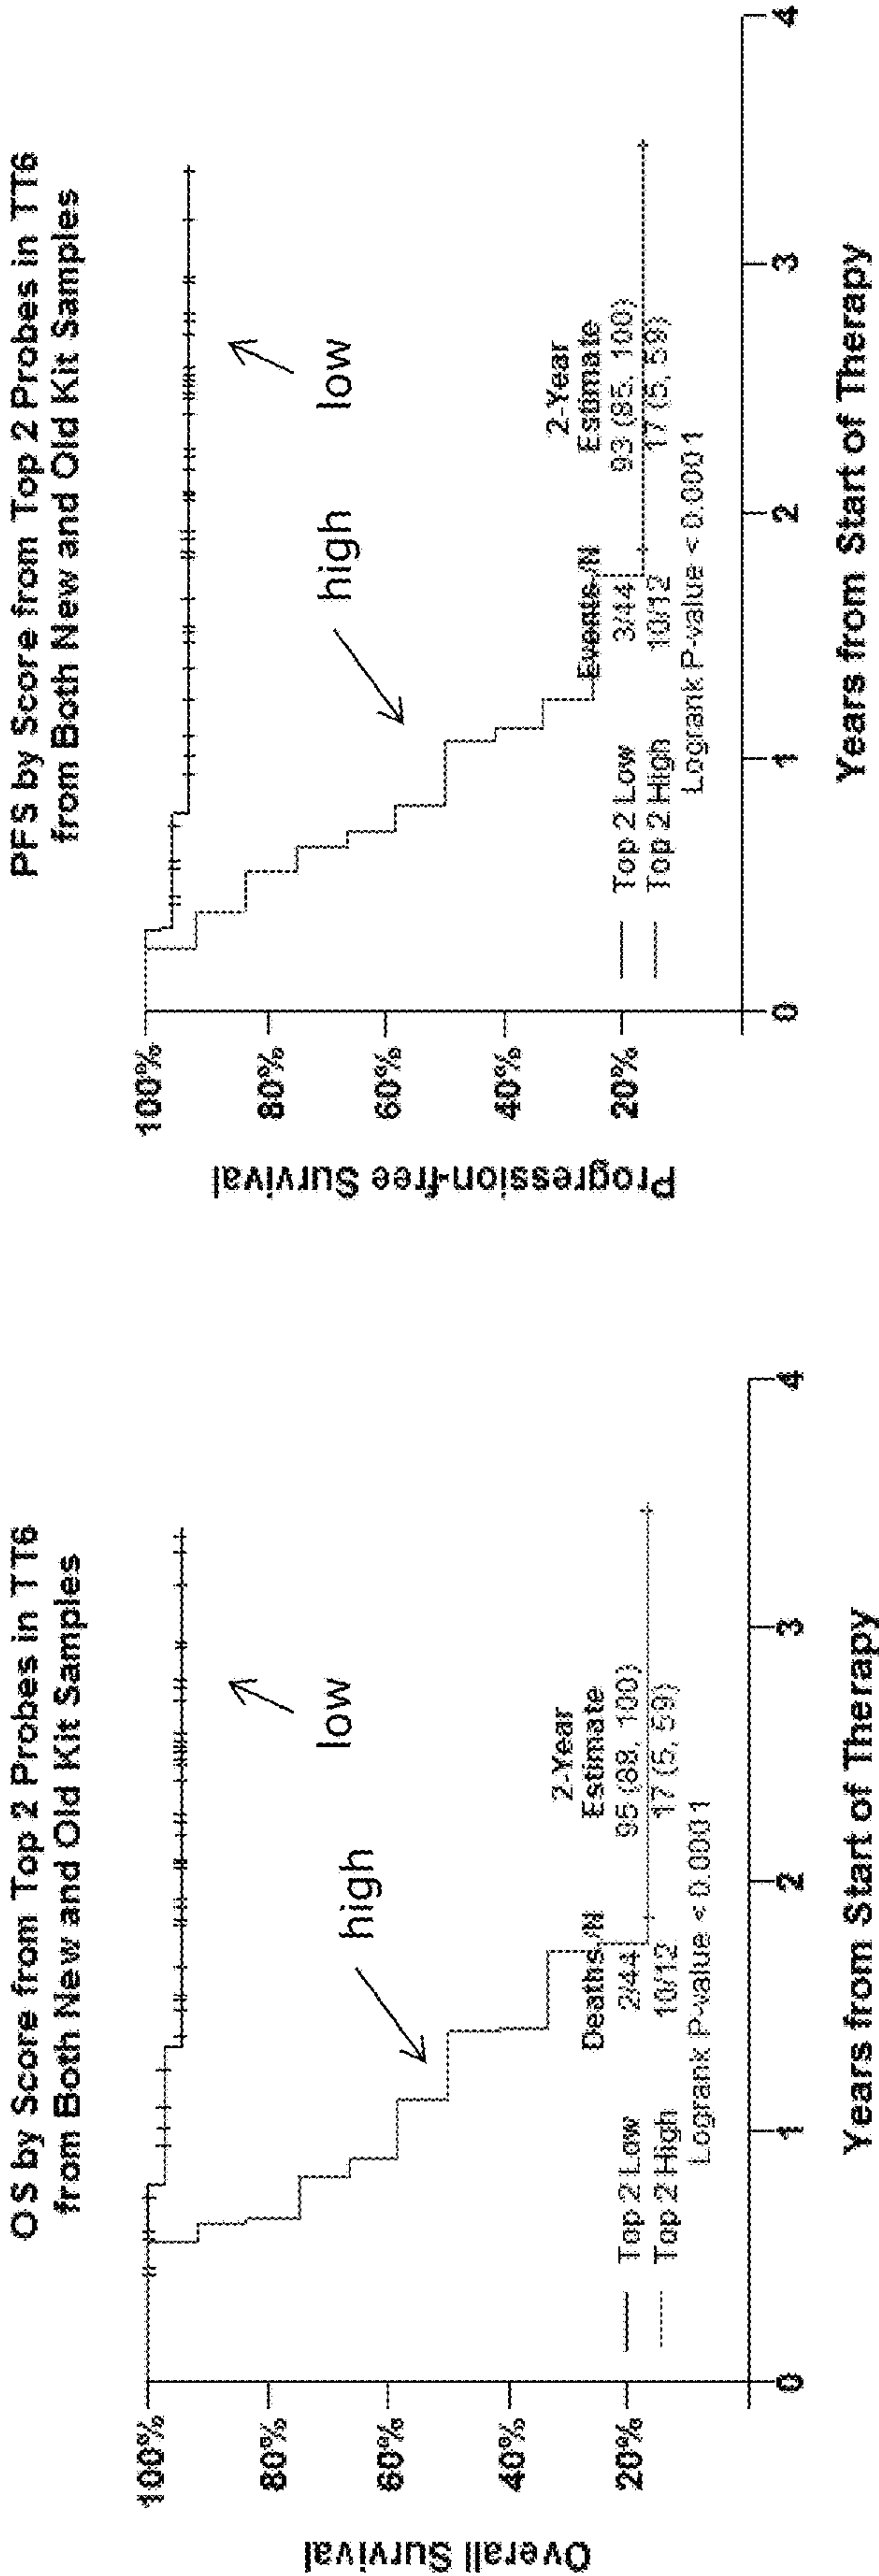 OS by Score from Top 2 Probes in TT6
from Both New and Old Kit Samples
Overall Survival
100%
80%
60%
40%
20%
high
low
Deaths /N
2-Year
Estimate
Top 2 Low 2/44 95 (88, 100)
Top 2 High 10/12 17 (5, 59)
Logrank P-value < 0.0001
0 1 2 3 4
Years from Start of Therapy
PFS by Score from Top 2 Probes in TT6
from Both New and Old Kit Samples
Progression-free Survival
100%
80%
60%
40%
20%
high
low
Events /N
2-Year
Estimate
Top 2 Low 3/44 93 (85, 100)
Top 2 High 10/12 17 (5, 59)
Logrank P-value < 0.0001
0 1 2 3 4
Years from Start of Therapy